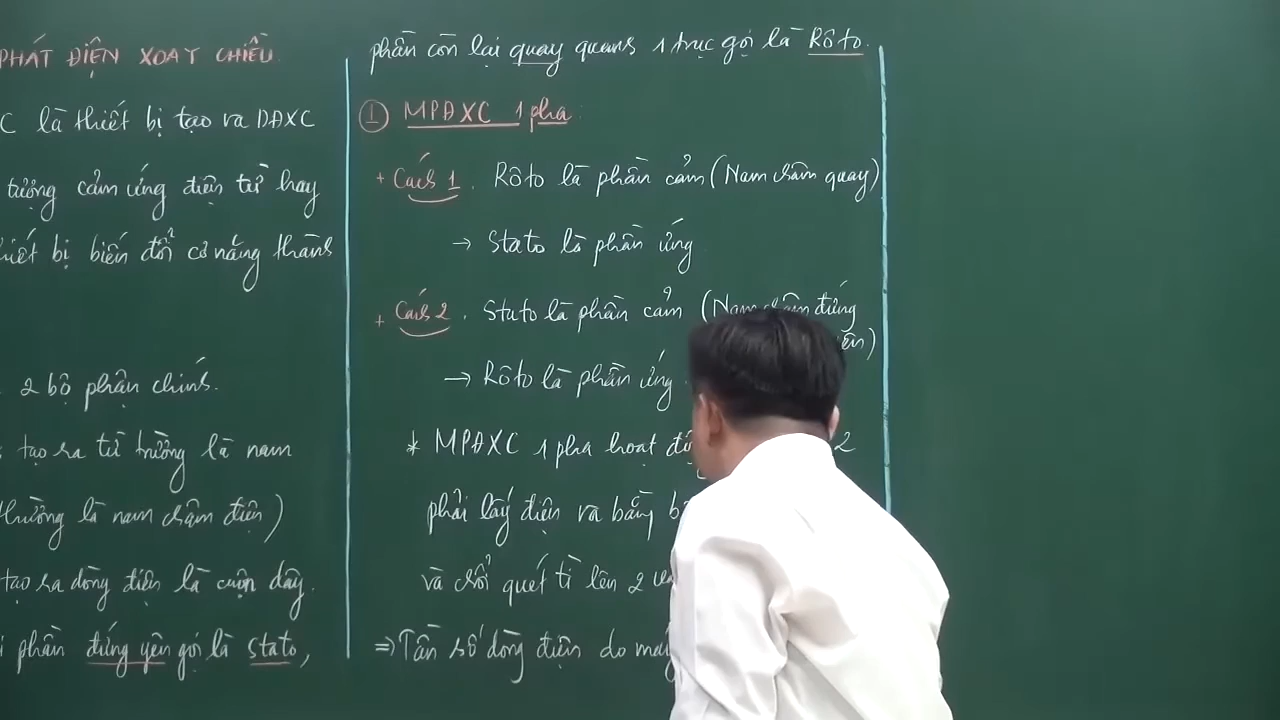 PHÁT ĐIỆN XOAY CHIỀU
C là thiết bị tạo ra DĐXC
tượng cảm ứng điện từ hay
thiết bị biến đổi cơ năng thành
2 bộ phận chính.
tạo ra từ trường là nam
thường là nam châm điện)
tạo ra dòng điện là cuộn dây.
phần đứng yên gọi là stato,
phần còn lại quay quanh 1 trục gọi là Rôto.
① MPĐXC 1 pha:
+ Cách 1. Rôto là phần cảm (Nam châm quay)
→ Stato là phần ứng
+ Cách 2. Stato là phần cảm (Nam châm đứng
yên)
→ Rôto là phần ứng.
* MPĐXC 1 pha hoạt 2
phải lấy điện ra bằng
và chổi quét tì lên 2
⇒ Tần số dòng điện do máy